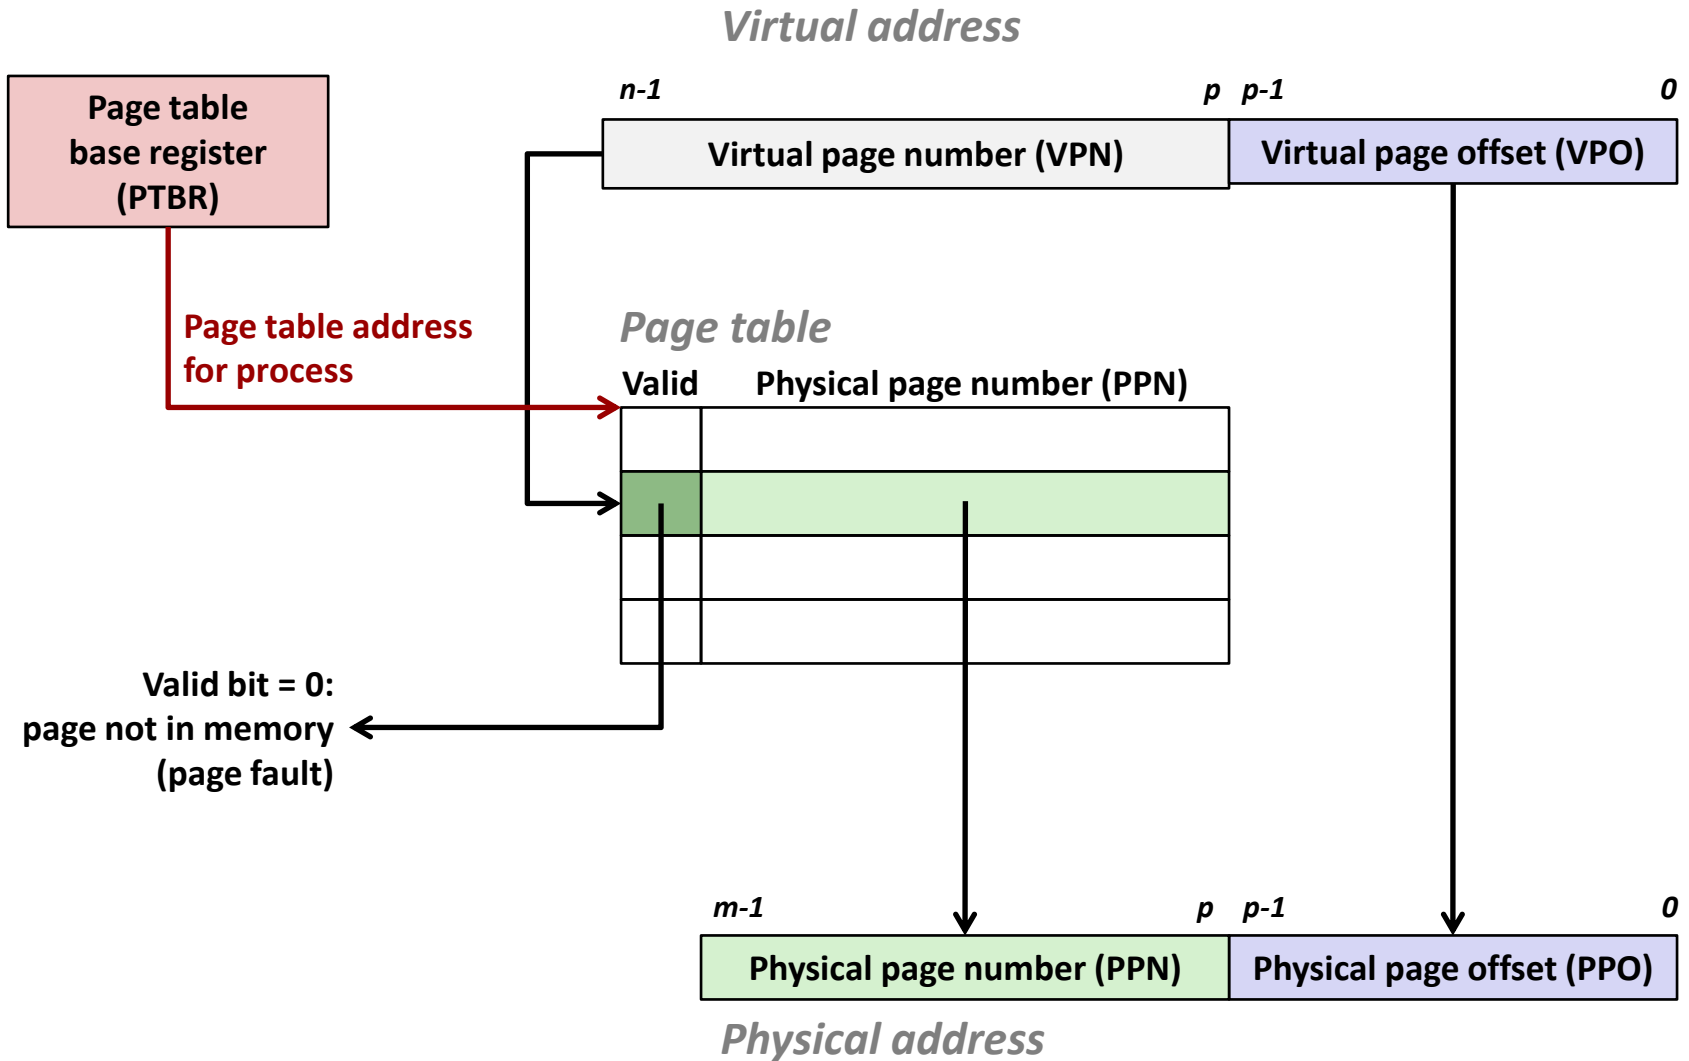 Virtual address
n-1
p
p-1
0
Page table
base register
(PTBR)
Virtual page number (VPN)
Virtual page offset (VPO)
Page table address
for process
Page table
Valid
Physical page number (PPN)
Valid bit = 0:
page not in memory
(page fault)
m-1
p
p-1
0
Physical page number (PPN)
Physical page offset (PPO)
Physical address